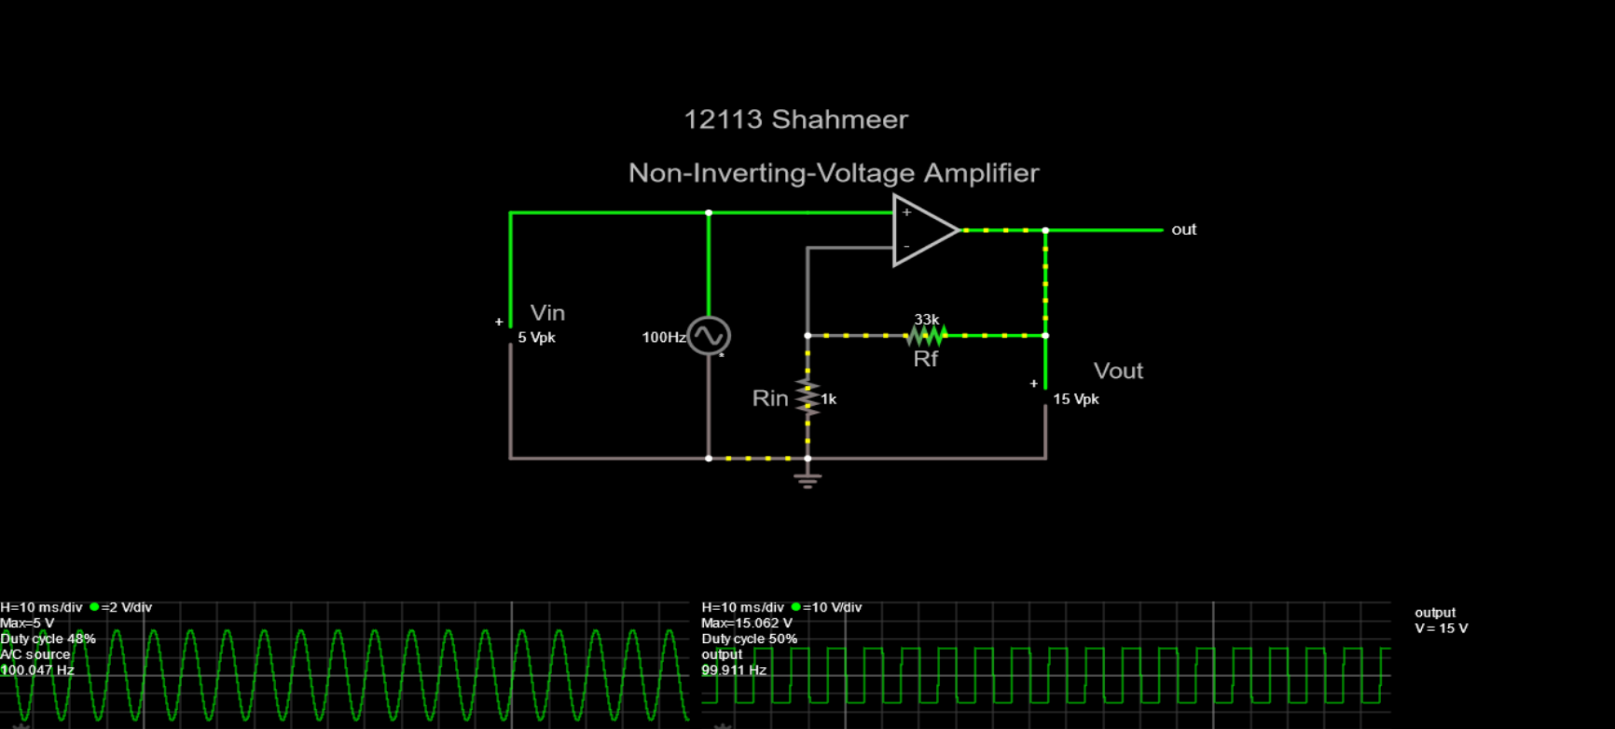 12113 Shahmeer
Non-Inverting-Voltage Amplifier
+
-
out
33k
Rf
Vin
+
5 Vpk
100Hz
Rin
1k
Vout
+
15 Vpk
H=10 ms/div =2 V/div
Max=5 V
Duty cycle 48%
A/C source
100.047 Hz
H=10 ms/div =10 V/div
Max=15.062 V
Duty cycle 50%
output
99.911 Hz
output
V = 15 V